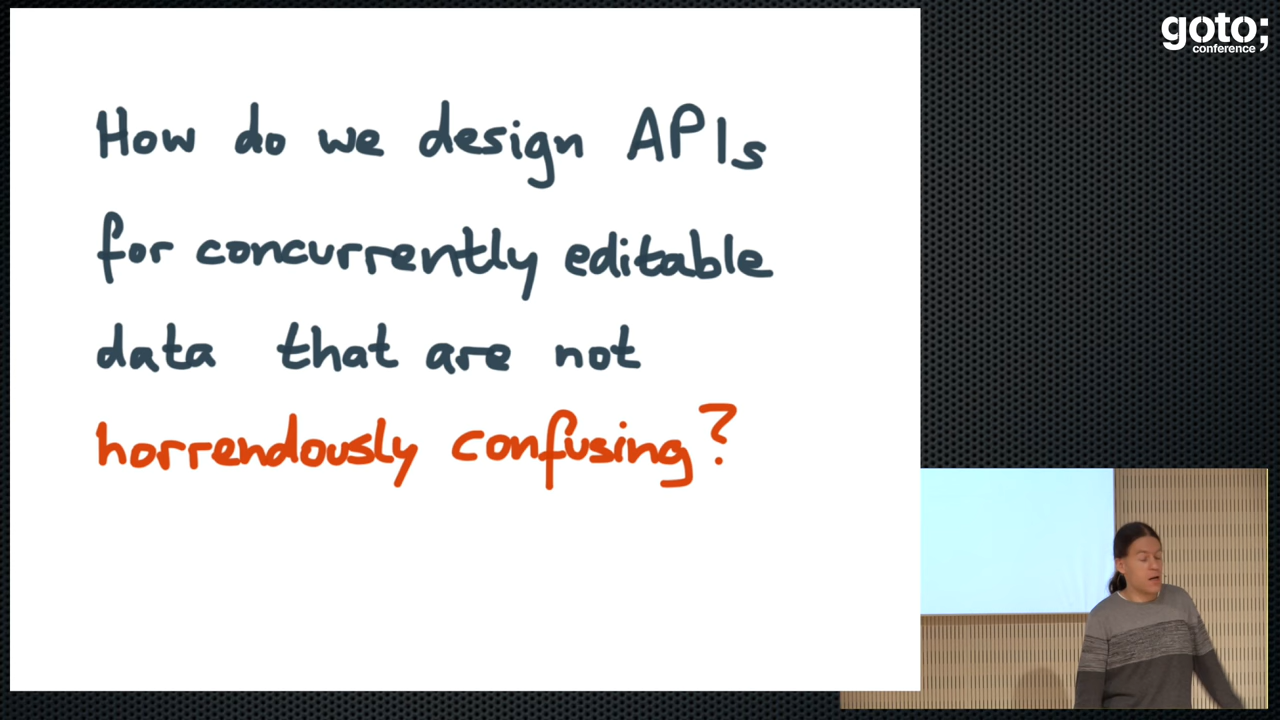 How do we design APIs
for concurrently editable
data that are not
horrendously confusing?
goto;
conference